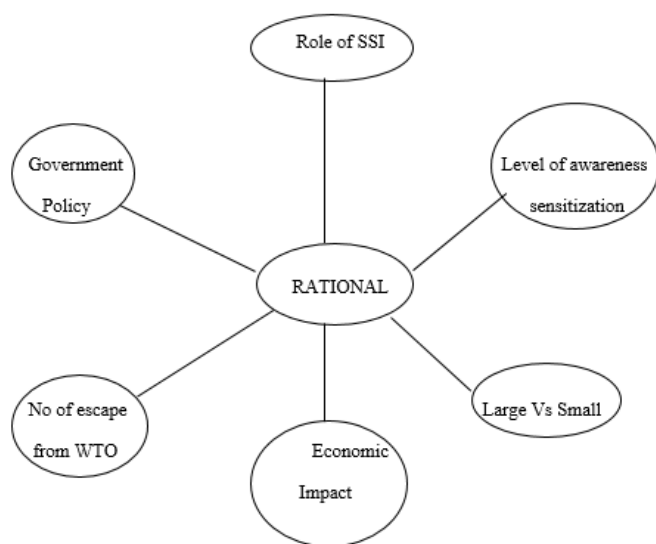 Role of SSI
Government
Policy
Level of awareness
sensitization
RATIONAL
No of escape
from WTO
Economic
Impact
Large Vs Small